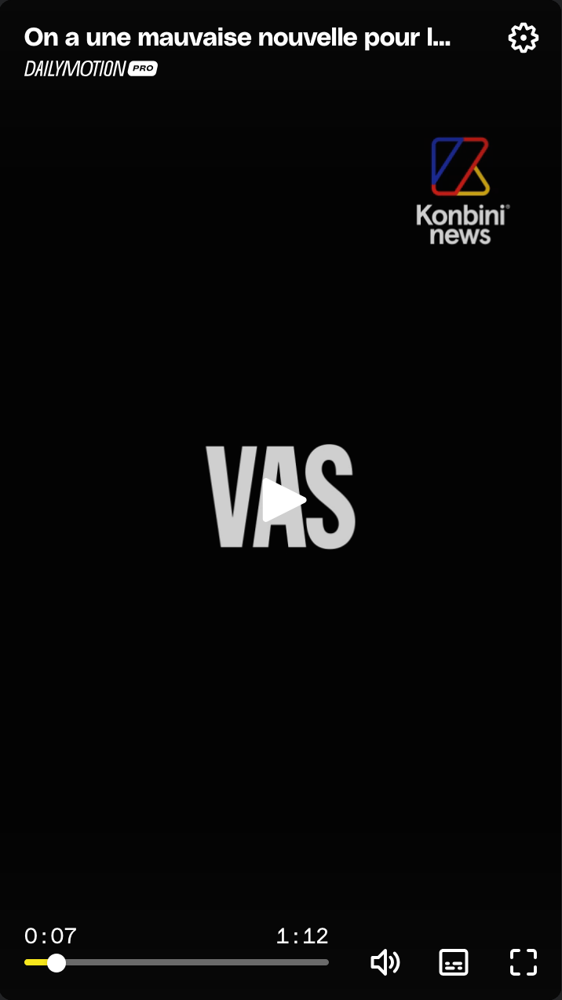 On a une mauvaise nouvelle pour l...
DAILYMOTION PRO
Konbini
news
VAS
0:07
1:12